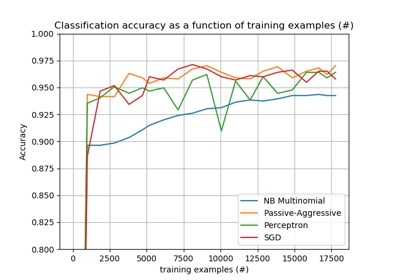 Classification accuracy as a function of training examples (#)
1.000
0.975
0.950
0.925
0.900
0.875
0.850
0.825
0.800
Accuracy
NB Multinomial
Passive-Aggressive
Perceptron
SGD
0 2500 5000 7500 10000 12500 15000 17500
training examples (#)